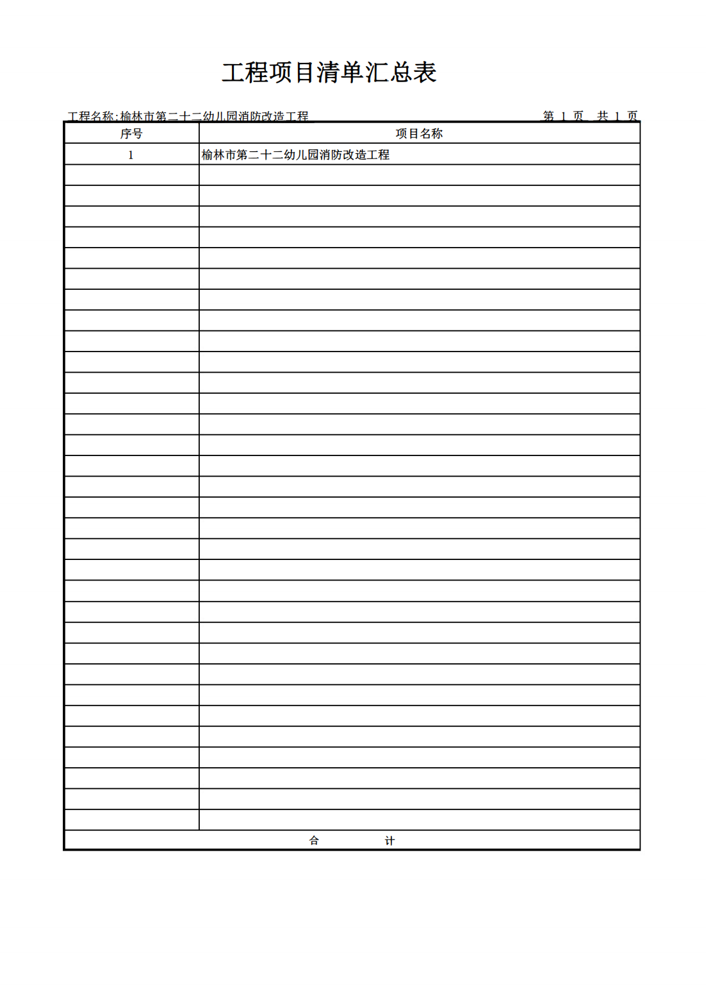 工程项目清单汇总表
工程名称:榆林市第二十二幼儿园消防改造工程 第 1 页 共 1 页
序号 项目名称
1 榆林市第二十二幼儿园消防改造工程
合 计